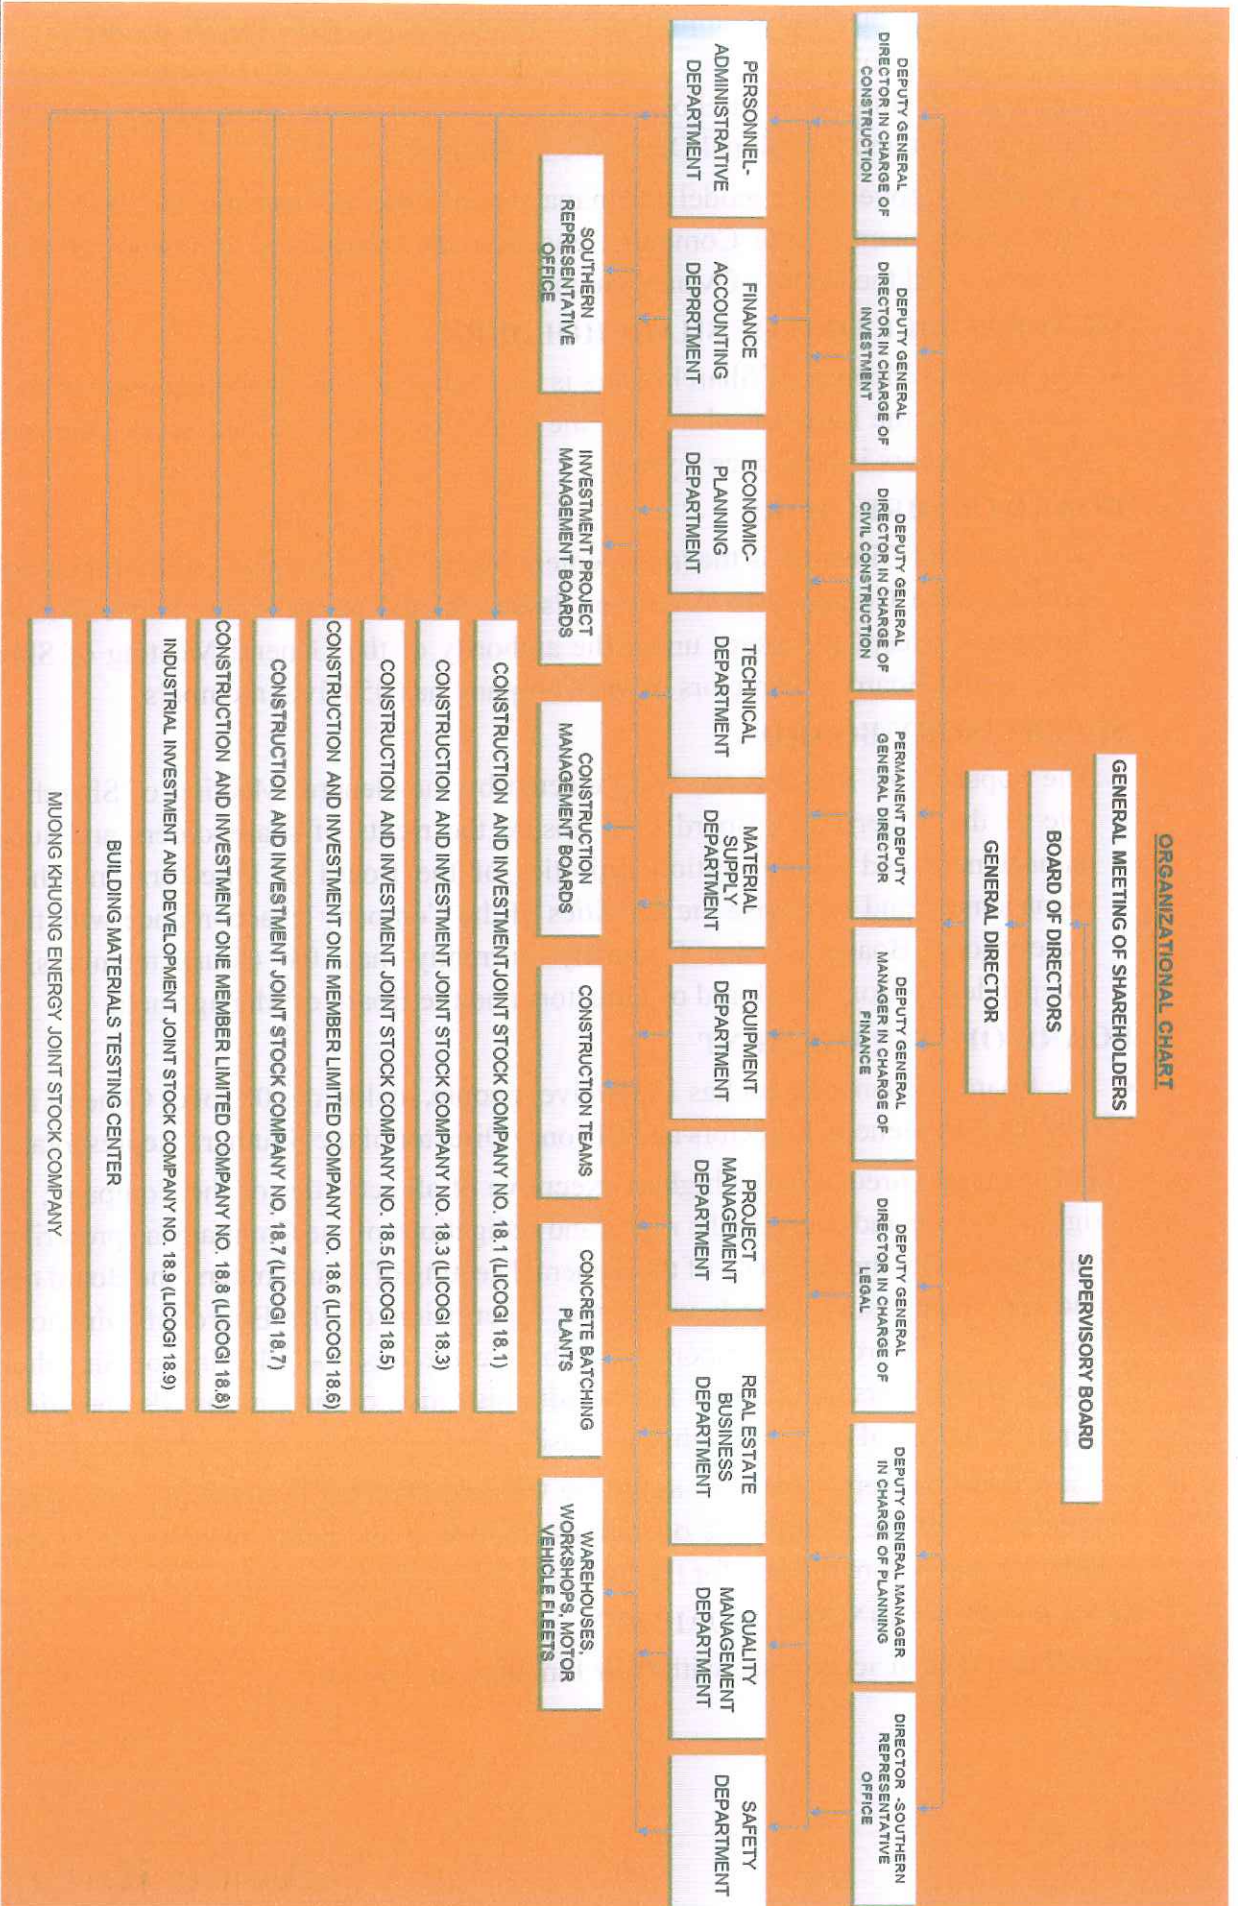 ORGANIZATIONAL CHART
GENERAL MEETING OF SHAREHOLDERS
SUPERVISORY BOARD
BOARD OF DIRECTORS
GENERAL DIRECTOR
DEPUTY GENERAL
DIRECTOR IN CHARGE OF
CONSTRUCTION
DEPUTY GENERAL
DIRECTOR IN CHARGE OF
INVESTMENT
DEPUTY GENERAL
DIRECTOR IN CHARGE OF
CIVIL CONSTRUCTION
PERMANENT DEPUTY
GENERAL DIRECTOR
DEPUTY GENERAL
MANAGER IN CHARGE OF
FINANCE
DEPUTY GENERAL
DIRECTOR IN CHARGE OF
LEGAL
DEPUTY GENERAL MANAGER
IN CHARGE OF PLANNING
DIRECTOR -SOUTHERN
REPRESENTATIVE
OFFICE
PERSONNEL-
ADMINISTRATIVE
DEPARTMENT
FINANCE
ACCOUNTING
DEPRRTMENT
ECONOMIC-
PLANNING
DEPARTMENT
TECHNICAL
DEPARTMENT
MATERIAL
SUPPLY
DEPARTMENT
EQUIPMENT
DEPARTMENT
PROJECT
MANAGEMENT
DEPARTMENT
REAL ESTATE
BUSINESS
DEPARTMENT
QUALITY
MANAGEMENT
DEPARTMENT
SAFETY
DEPARTMENT
SOUTHERN
REPRESENTATIVE
OFFICE
INVESTMENT PROJECT
MANAGEMENT BOARDS
CONSTRUCTION
MANAGEMENT BOARDS
CONSTRUCTION TEAMS
CONCRETE BATCHING
PLANTS
WAREHOUSES,
WORKSHOPS, MOTOR
VEHICLE FLEETS
CONSTRUCTION AND INVESTMENTJOINT STOCK COMPANY NO. 18.1 (LICOGI 18.1)
CONSTRUCTION AND INVESTMENT JOINT STOCK COMPANY NO. 18.3 (LICOGI 18.3)
CONSTRUCTION AND INVESTMENT JOINT STOCK COMPANY NO. 18.5 (LICOGI 18.5)
CONSTRUCTION AND INVESTMENT ONE MEMBER LIMITED COMPANY NO. 18.6 (LICOGI 18.6)
CONSTRUCTION AND INVESTMENT JOINT STOCK COMPANY NO. 18.7 (LICOGI 18.7)
CONSTRUCTION AND INVESTMENT ONE MEMBER LIMITED COMPANY NO. 18.8 (LICOGI 18.8)
INDUSTRIAL INVESTMENT AND DEVELOPMENT JOINT STOCK COMPANY NO. 18.9 (LICOGI 18.9)
BUILDING MATERIALS TESTING CENTER
MUONG KHUONG ENERGY JOINT STOCK COMPANY